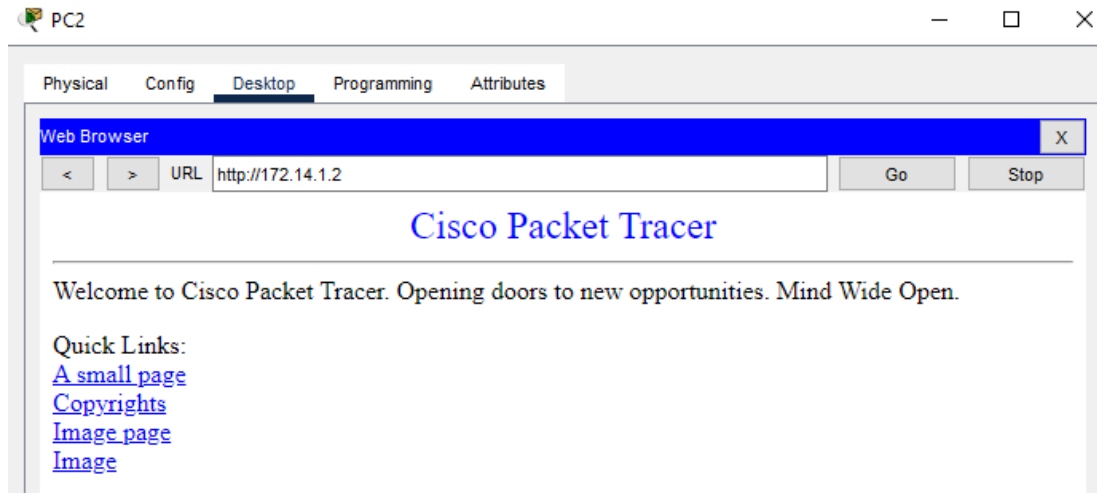 PC2
Physical Config Desktop Programming Attributes
Web Browser X
< > URL http://172.14.1.2 Go Stop
Cisco Packet Tracer
Welcome to Cisco Packet Tracer. Opening doors to new opportunities. Mind Wide Open.
Quick Links:
A small page
Copyrights
Image page
Image